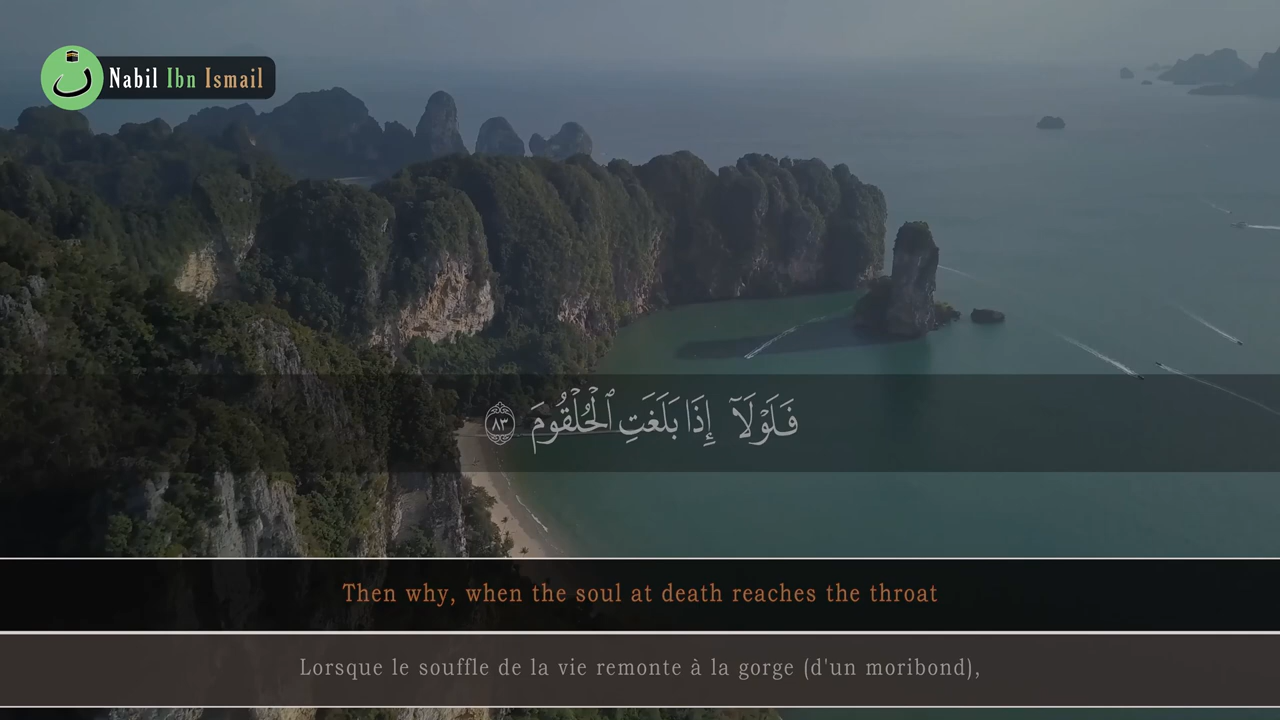 Nabil Ibn Ismail
فَلَوْلَآ إِذَا بَلَغَتِ ٱلْحُلْقُومَ ٨٣
Then why, when the soul at death reaches the throat
Lorsque le souffle de la vie remonte à la gorge (d'un moribond),